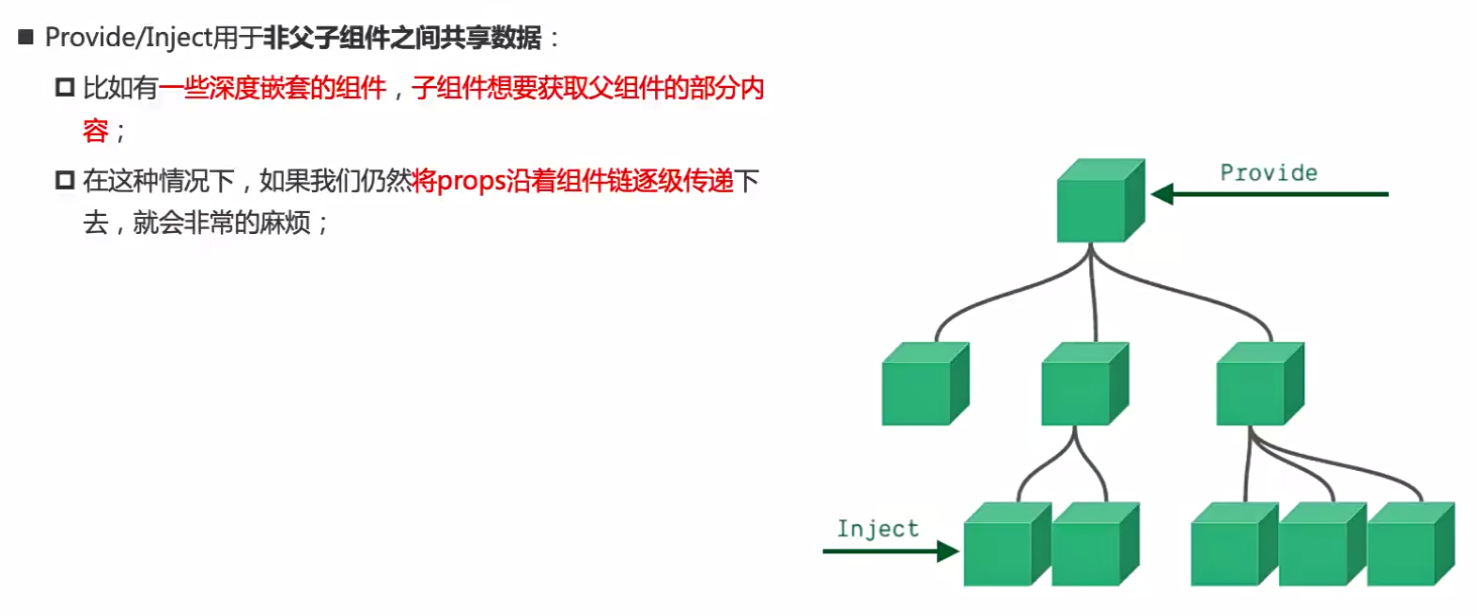 ■ Provide/Inject用于非父子组件之间共享数据：
比如有一些深度嵌套的组件，子组件想要获取父组件的部分内
容；
在这种情况下，如果我们仍然将props沿着组件链逐级传递下
去，就会非常的麻烦；
Provide
Inject